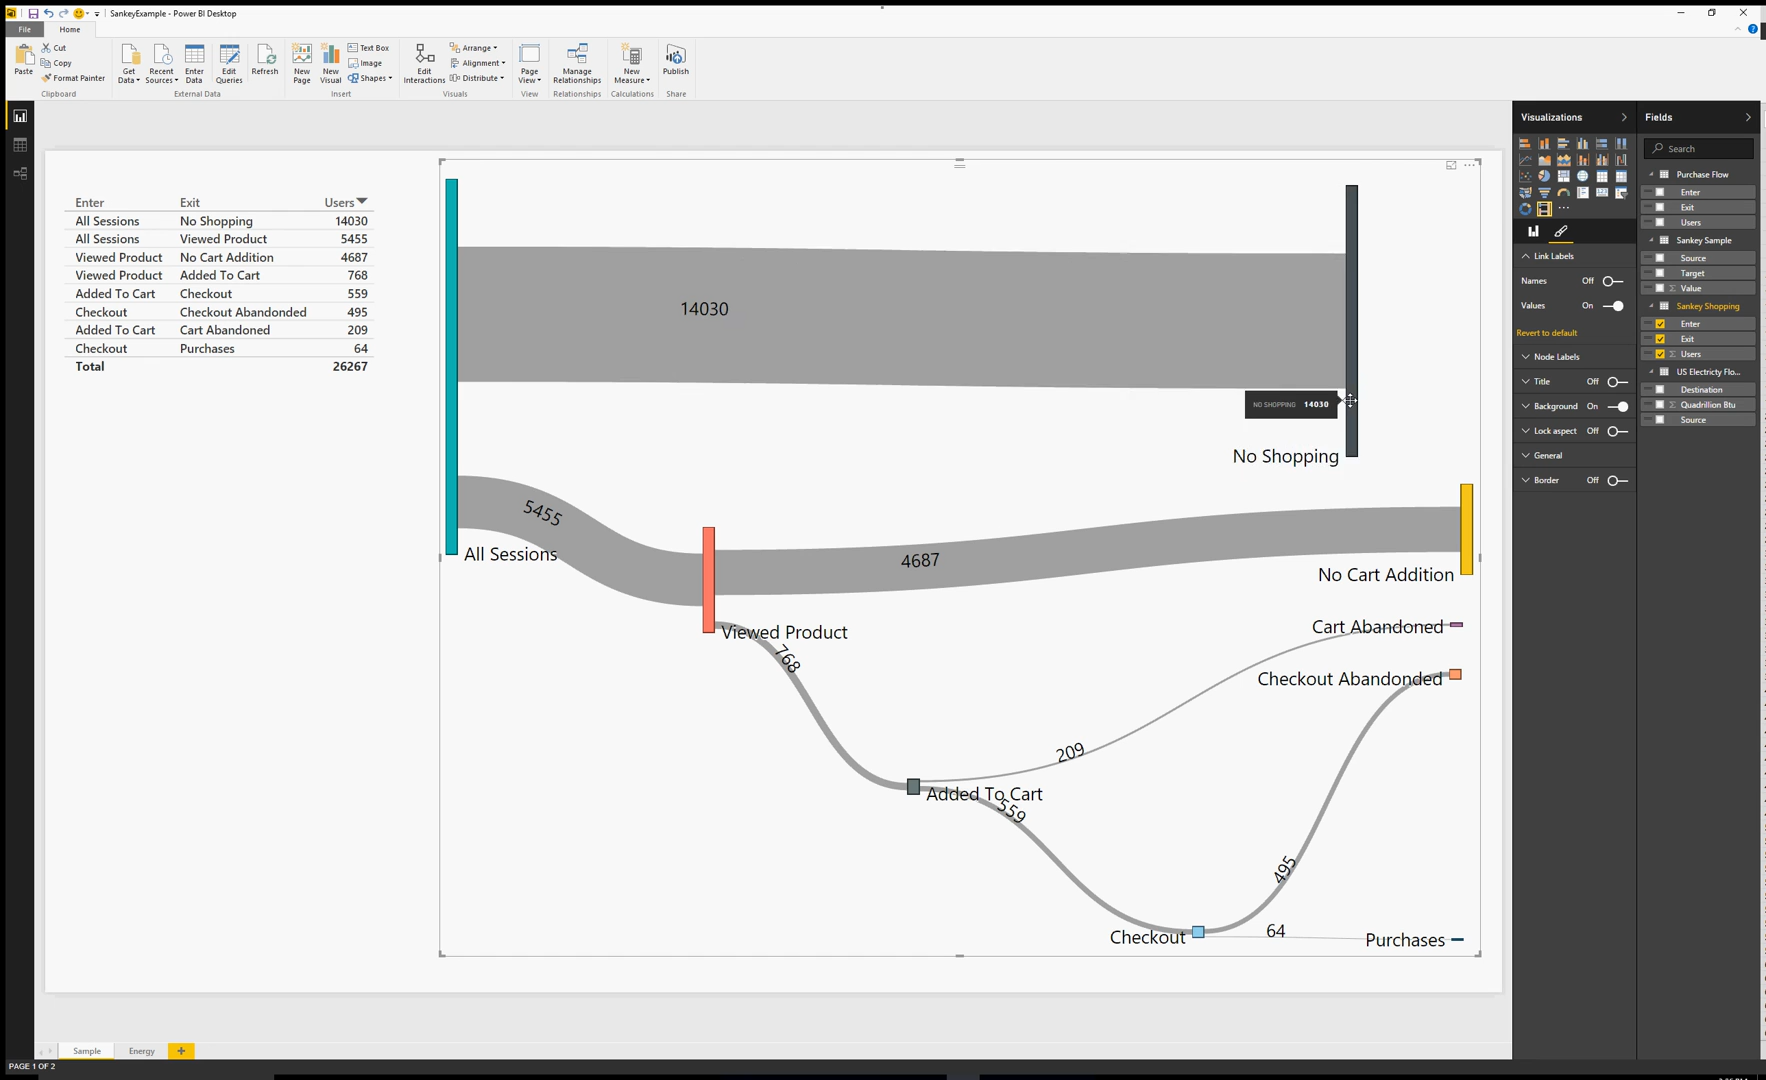 SankeyExample - Power BI Desktop
File Home
Paste
Cut
Copy
Format Painter
Clipboard
Get Data
Recent Sources
Enter Data
Edit Queries
Refresh
External Data
New Page
New Visual
Text Box
Image
Shapes
Insert
Edit Interactions
Arrange
Alignment
Distribute
Visuals
Page View
View
Manage Relationships
Relationships
New Measure
Calculations
Publish
Share
Enter Exit Users
All Sessions No Shopping 14030
All Sessions Viewed Product 5455
Viewed Product No Cart Addition 4687
Viewed Product Added To Cart 768
Added To Cart Checkout 559
Checkout Checkout Abandoned 495
Added To Cart Cart Abandoned 209
Checkout Purchases 64
Total 26267
14030
NO SHOPPING 14030
No Shopping
5455
All Sessions
4687
No Cart Addition
Viewed Product
Cart Abandoned
768
Checkout Abandonded
209
Added To Cart
559
495
Checkout
64
Purchases
Visualizations
Link Labels
Names Off
Values On
Revert to default
Node Labels
Title Off
Background On
Lock aspect Off
General
Border Off
Fields
Search
Purchase Flow
Enter
Exit
Users
Sankey Sample
Source
Target
Σ Value
Sankey Shopping
Enter
Exit
Σ Users
US Electricty Flo...
Destination
Σ Quadrillion Btu
Source
Sample Energy +
PAGE 1 OF 2